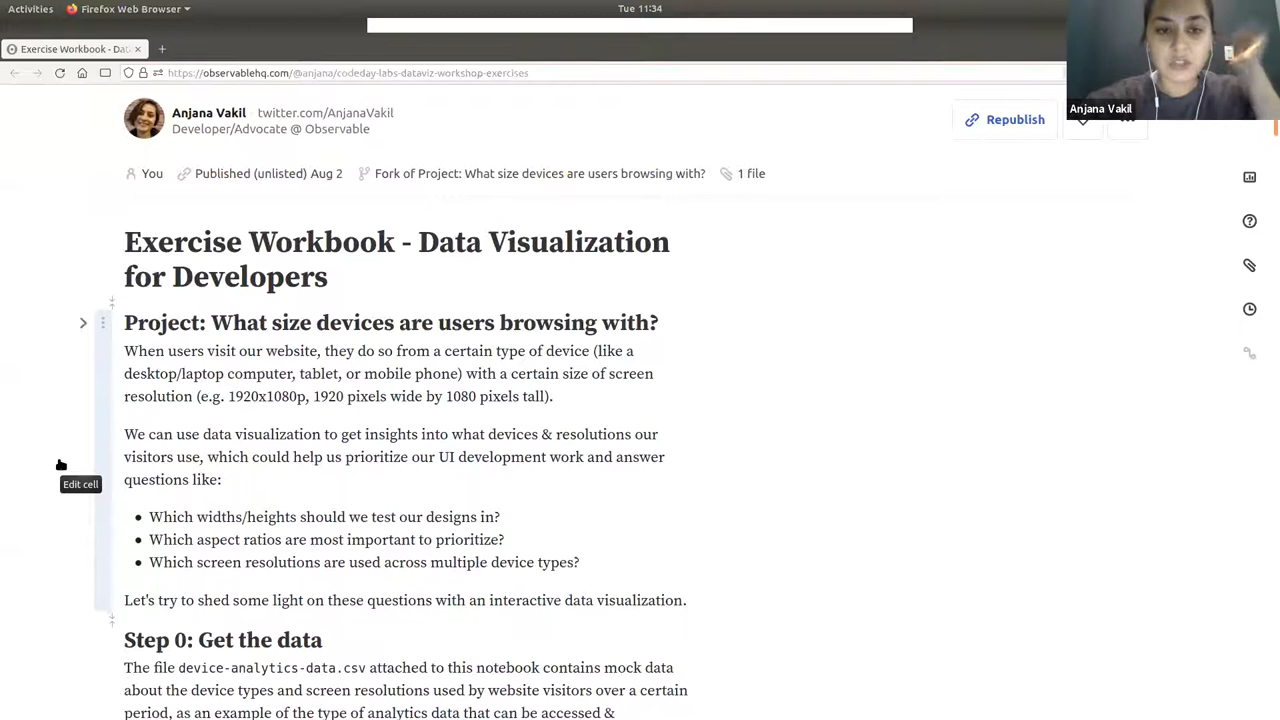 Activities
Firefox Web Browser
Tue 11:34
Exercise Workbook - Dat
https://observablehq.com/@anjana/codeday-labs-dataviz-workshop-exercises
Anjana Vakil
Anjana Vakil twitter.com/AnjanaVakil
Developer/Advocate @ Observable
Republish
You Published (unlisted) Aug 2 Fork of Project: What size devices are users browsing with? 1 file
Exercise Workbook - Data Visualization
for Developers
Project: What size devices are users browsing with?
When users visit our website, they do so from a certain type of device (like a
desktop/laptop computer, tablet, or mobile phone) with a certain size of screen
resolution (e.g. 1920x1080p, 1920 pixels wide by 1080 pixels tall).
We can use data visualization to get insights into what devices & resolutions our
visitors use, which could help us prioritize our UI development work and answer
questions like:
Edit cell
• Which widths/heights should we test our designs in?
• Which aspect ratios are most important to prioritize?
• Which screen resolutions are used across multiple device types?
Let's try to shed some light on these questions with an interactive data visualization.
Step 0: Get the data
The file device-analytics-data.csv attached to this notebook contains mock data
about the device types and screen resolutions used by website visitors over a certain
period, as an example of the type of analytics data that can be accessed &